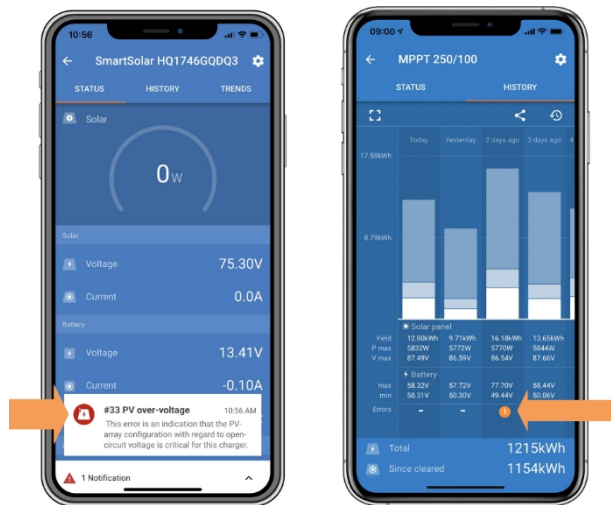 10:56
SmartSolar HQ1746GQDQ3
STATUS HISTORY TRENDS
Solar
0W
Solar
Voltage 75.30V
Current 0.0A
Battery
Voltage 13.41V
Current -0.10A
#33 PV over-voltage 10:56 AM
This error is an indication that the PV-
array configuration with regard to open-
circuit voltage is critical for this charger.
1 Notification
09:00
MPPT 250/100
STATUS HISTORY
Today Yesterday 2 days ago 3 days ago 4
17.58kWh
8.79kWh
Solar panel
Yield 12.80kWh 9.71kWh 16.18kWh 13.65kWh
P max 5832W 5772W 5770W 5844W
V max 87.49V 86.59V 86.54V 87.66V
Battery
max 58.32V 57.72V 77.70V 58.44V
min 50.31V 50.30V 49.44V 50.06V
Errors – – 1
Total 1215kWh
Since cleared 1154kWh